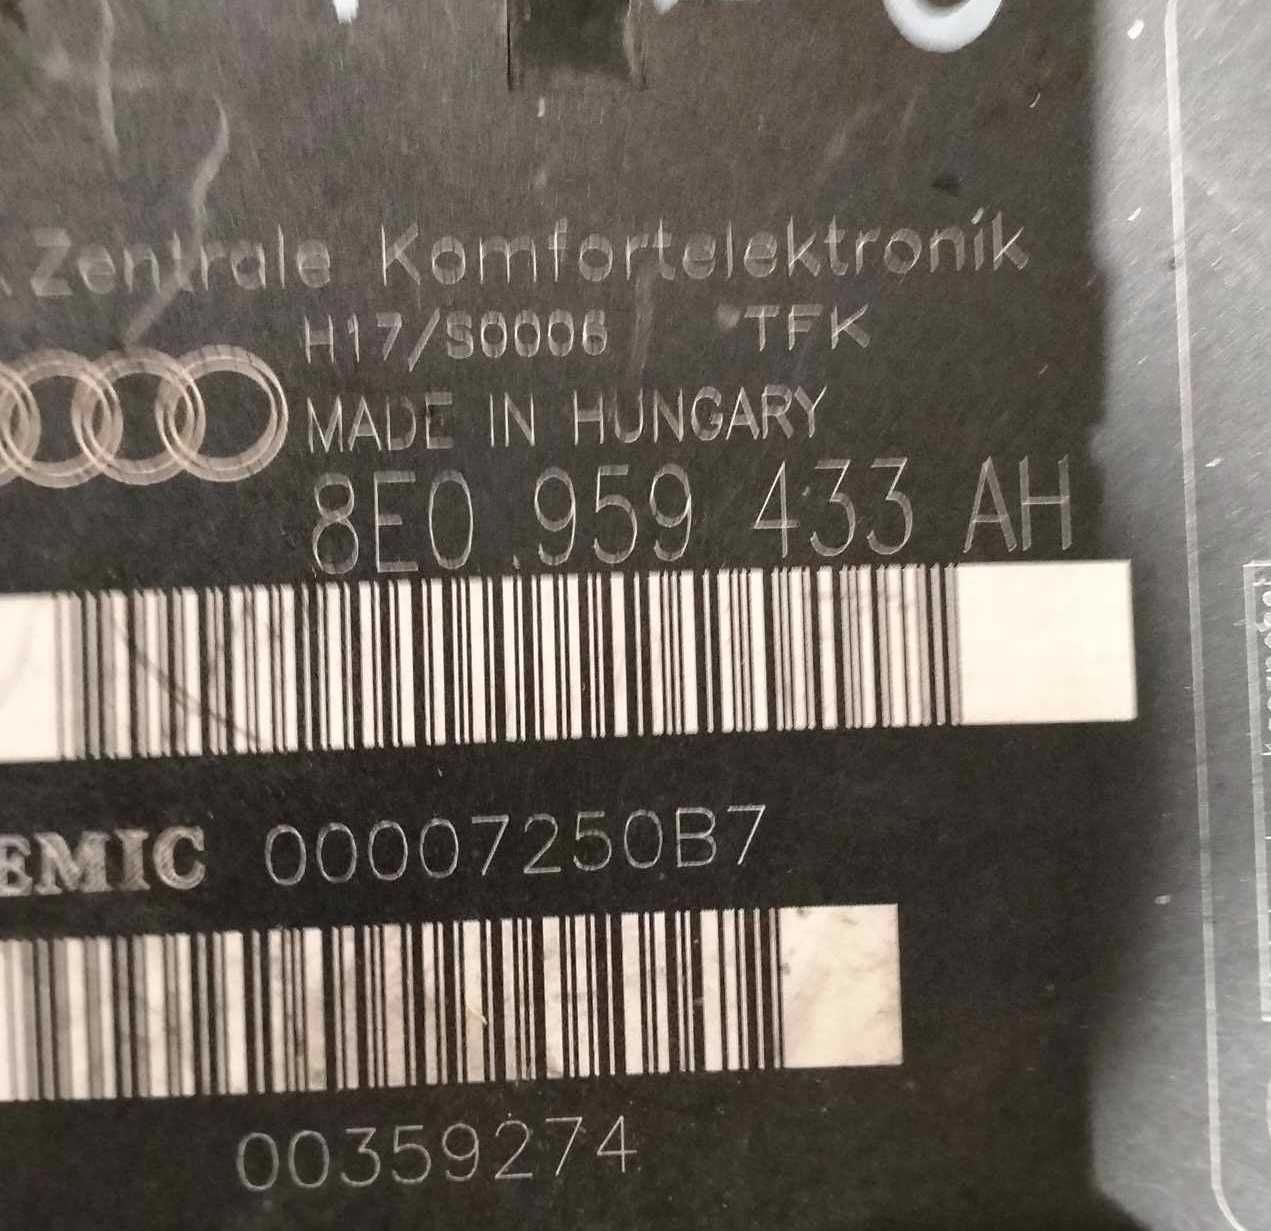 Zentrale Komfortelektronik
H17/S0006 TFK
MADE IN HUNGARY
8E0 959 433 AH
EMIC 00007250B7
00359274